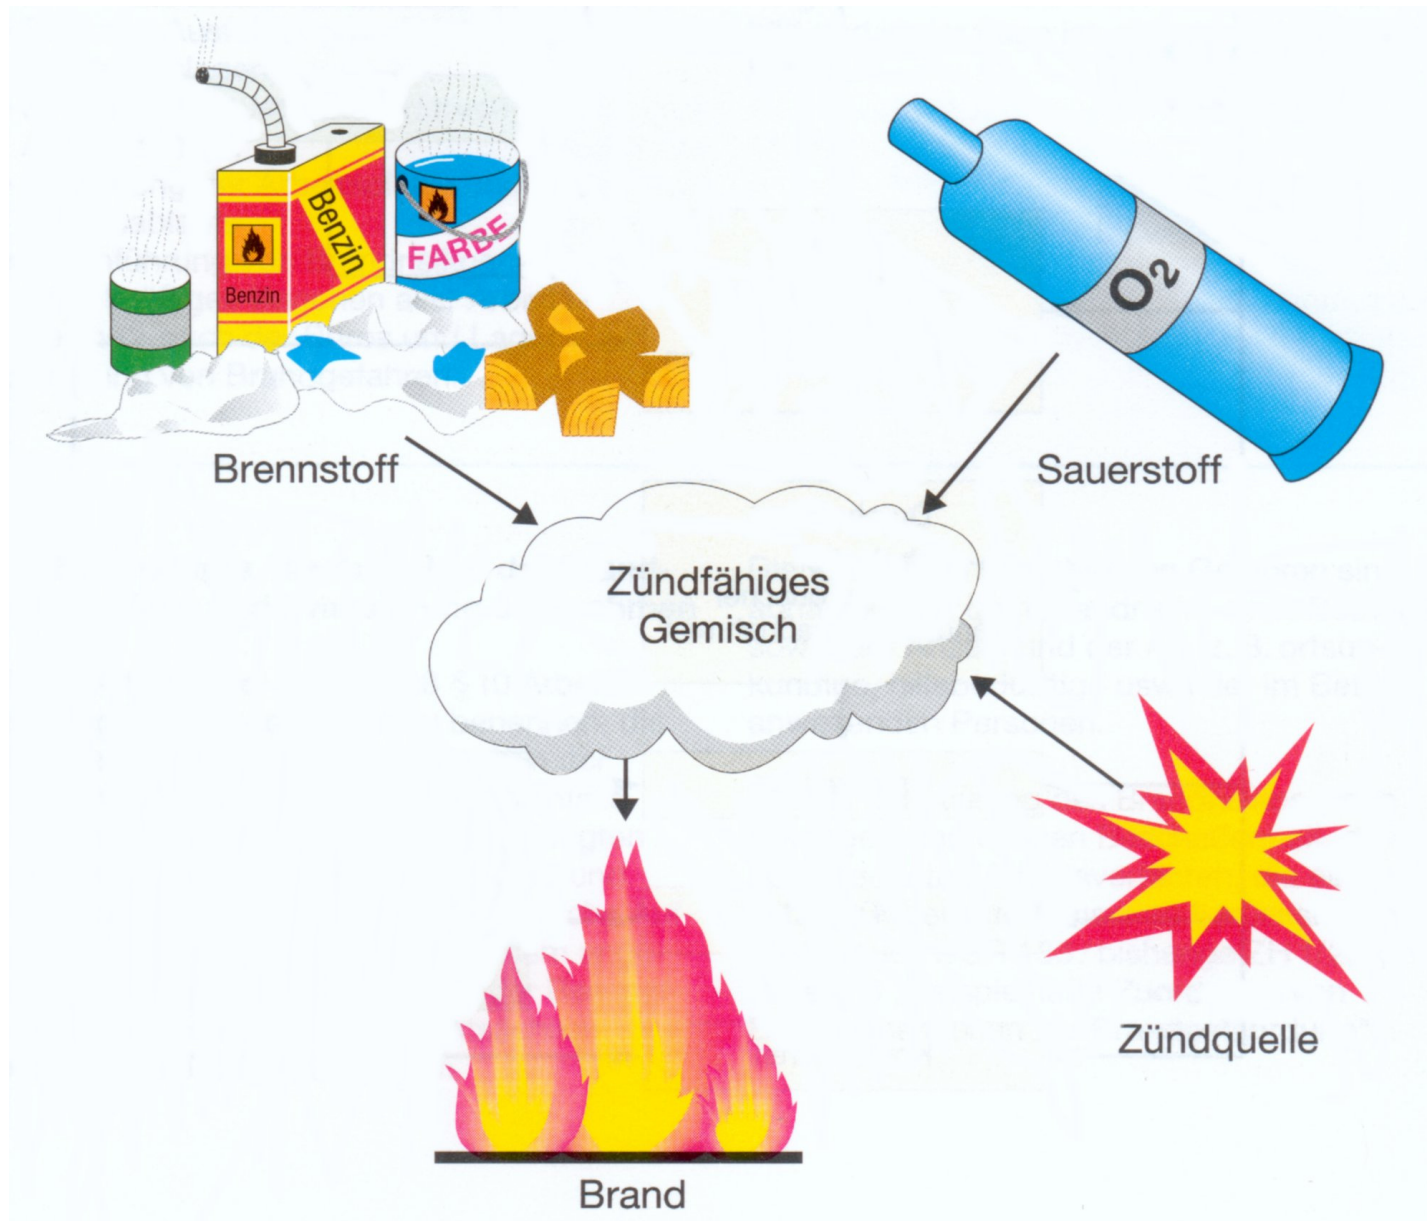 Benzin
Benzin
FARBE
O₂
Brennstoff
Sauerstoff
Zündfähiges
Gemisch
Zündquelle
Brand